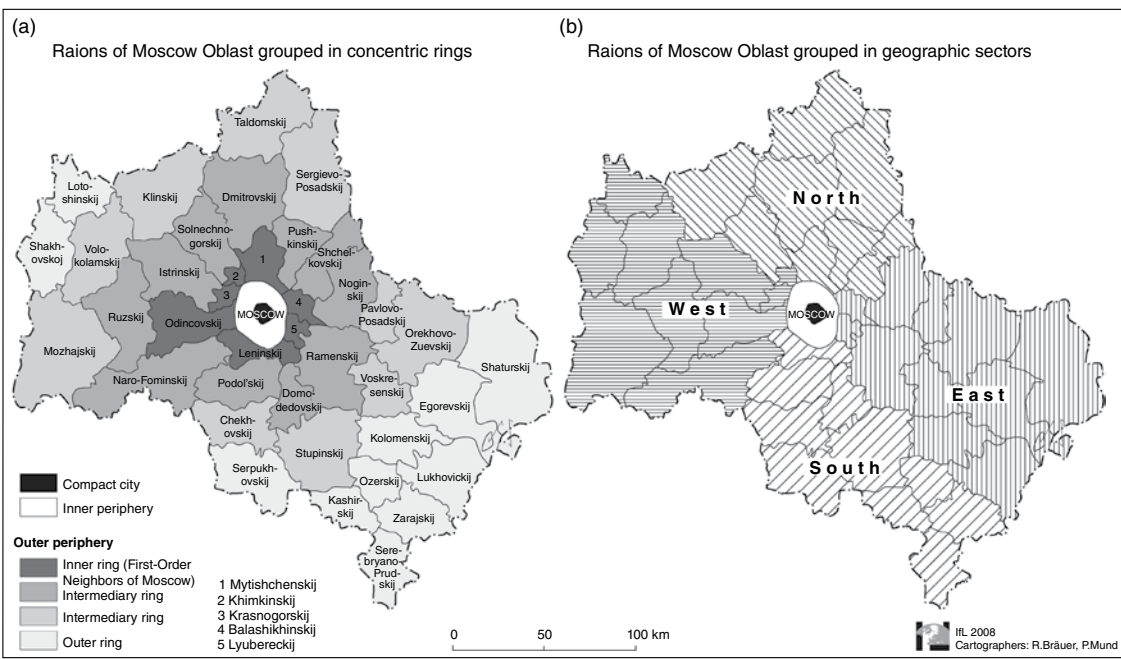 (a)
Raions of Moscow Oblast grouped in concentric rings
Taldomskij
Sergievo-
Posadskij
Loto-
shinskij
Klinskij
Dmitrovskij
Solnechno-
gorskij
Push-
kinskij
Shakh-
ovskoj
Volo-
kolamskij
Shchel-
kovskij
Istrinskij
1
2
3
4
5
Nogin-
skij
MOSCOW
Ruzskij
Odincovskij
Pavlovo-
Posadskij
Orekhovo-
Zuevskij
Mozhajskij
Leninskij
Ramenskij
Shaturskij
Naro-Fominskij
Podol'skij
Domo-
dedovskij
Voskre-
senskij
Egorevskij
Chekh-
ovskij
Kolomenskij
Stupinskij
Serpukh-
ovskij
Ozerskij
Lukhovickij
Kashir-
skij
Zarajskij
Sere-
bryano-
Prud-
skij
Compact city
Inner periphery
Outer periphery
Inner ring (First-Order
Neighbors of Moscow)
Intermediary ring
Intermediary ring
Outer ring
1 Mytishchenskij
2 Khimkinskij
3 Krasnogorskij
4 Balashikhinskij
5 Lyubereckij
(b)
Raions of Moscow Oblast grouped in geographic sectors
North
West
MOSCOW
East
South
0 50 100 km
IfL 2008
Cartographers: R.Bräuer, P.Mund